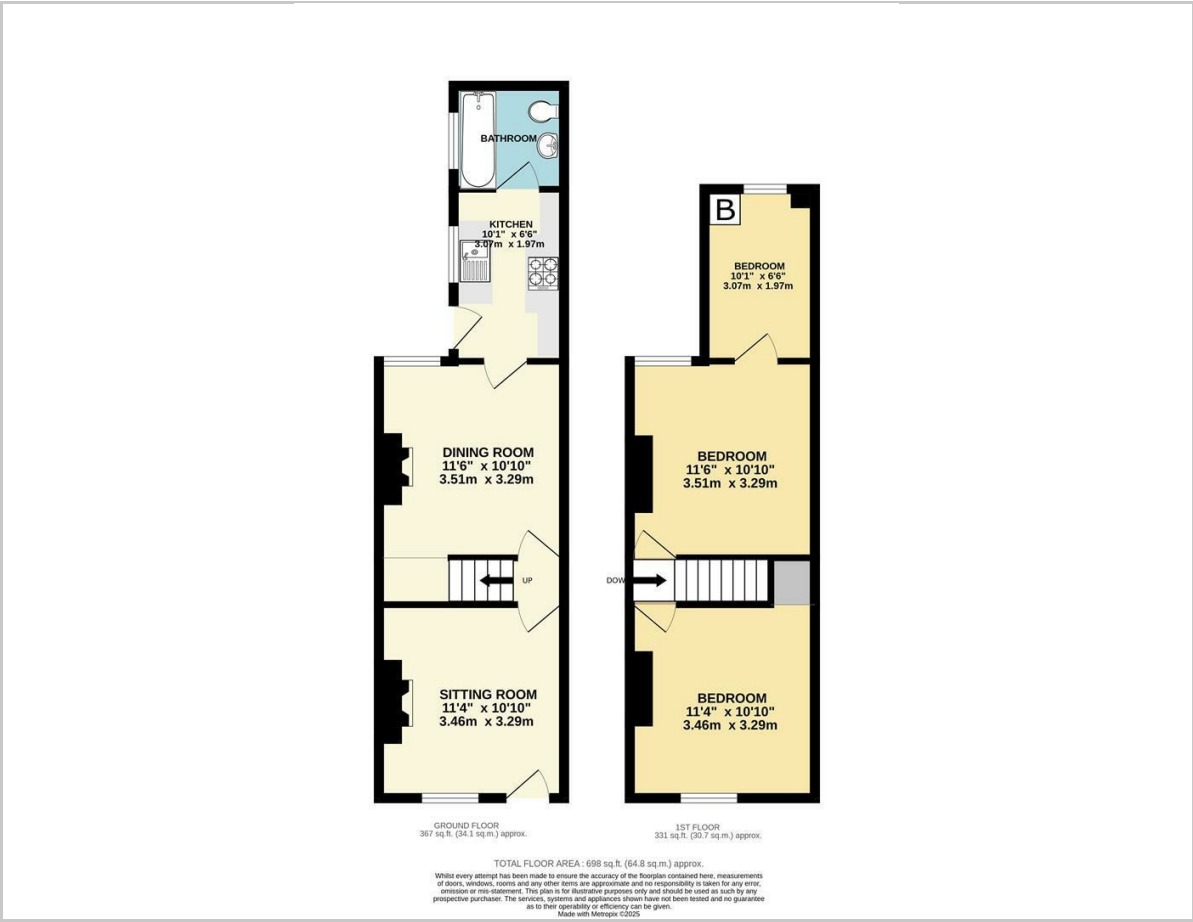 BATHROOM
KITCHEN
10'1" x 6'6"
3.07m x 1.97m
DINING ROOM
11'6" x 10'10"
3.51m x 3.29m
UP
SITTING ROOM
11'4" x 10'10"
3.46m x 3.29m
GROUND FLOOR
367 sq.ft. (34.1 sq.m.) approx.
B
BEDROOM
10'1" x 6'6"
3.07m x 1.97m
BEDROOM
11'6" x 10'10"
3.51m x 3.29m
DOW
BEDROOM
11'4" x 10'10"
3.46m x 3.29m
1ST FLOOR
331 sq.ft. (30.7 sq.m.) approx.
TOTAL FLOOR AREA : 698 sq.ft. (64.8 sq.m.) approx.
Whilst every attempt has been made to ensure the accuracy of the floorplan contained here, measurements
of doors, windows, rooms and any other items are approximate and no responsibility is taken for any error,
omission or mis-statement. This plan is for illustrative purposes only and should be used as such by any
prospective purchaser. The services, systems and appliances shown have not been tested and no guarantee
as to their operability or efficiency can be given.
Made with Metropix ©2025